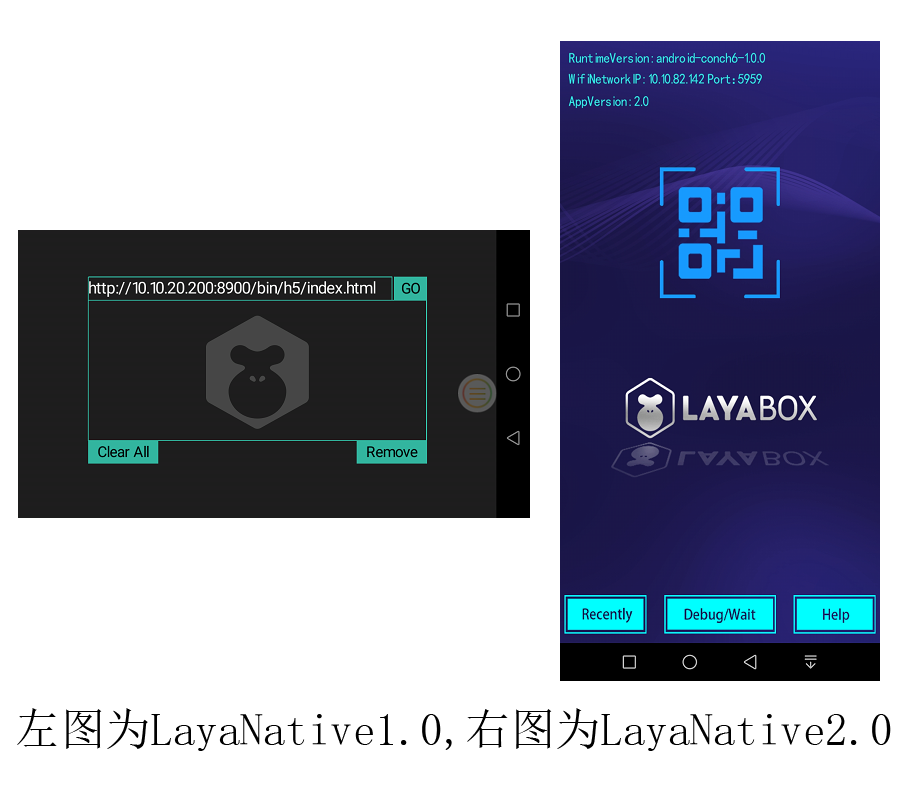 http://10.10.20.200:8900/bin/h5/index.html
GO
Clear All
Remove
RuntimeVersion: android-conch6-1.0.0
WifiNetworkIP: 10.10.82.142 Port: 5959
AppVersion: 2.0
LAYABOX
LAYABOX
Recently
Debug/Wait
Help
左图为LayaNative1.0,右图为LayaNative2.0